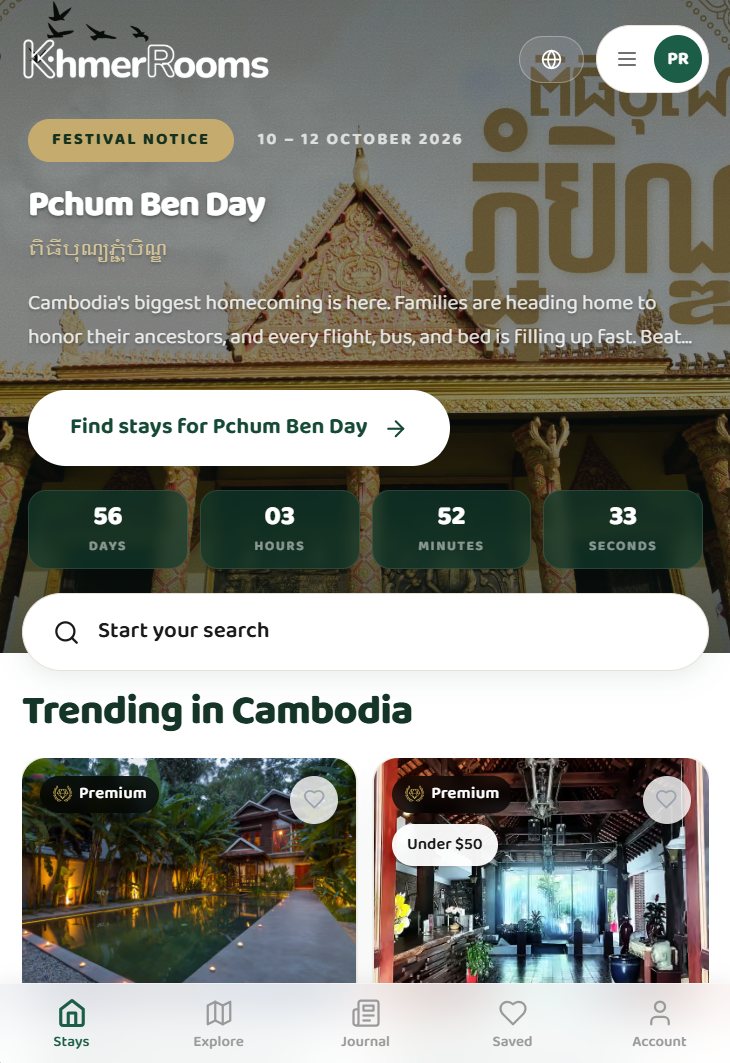 KhmerRooms
PR
FESTIVAL NOTICE
10 – 12 OCTOBER 2026
Pchum Ben Day
ពិធីបុណ្យភ្ជុំបិណ្ឌ
Cambodia's biggest homecoming is here. Families are heading home to
honor their ancestors, and every flight, bus, and bed is filling up fast. Beat...
Find stays for Pchum Ben Day
56
DAYS
03
HOURS
52
MINUTES
33
SECONDS
Start your search
Trending in Cambodia
Premium
Premium
Under $50
Stays
Explore
Journal
Saved
Account